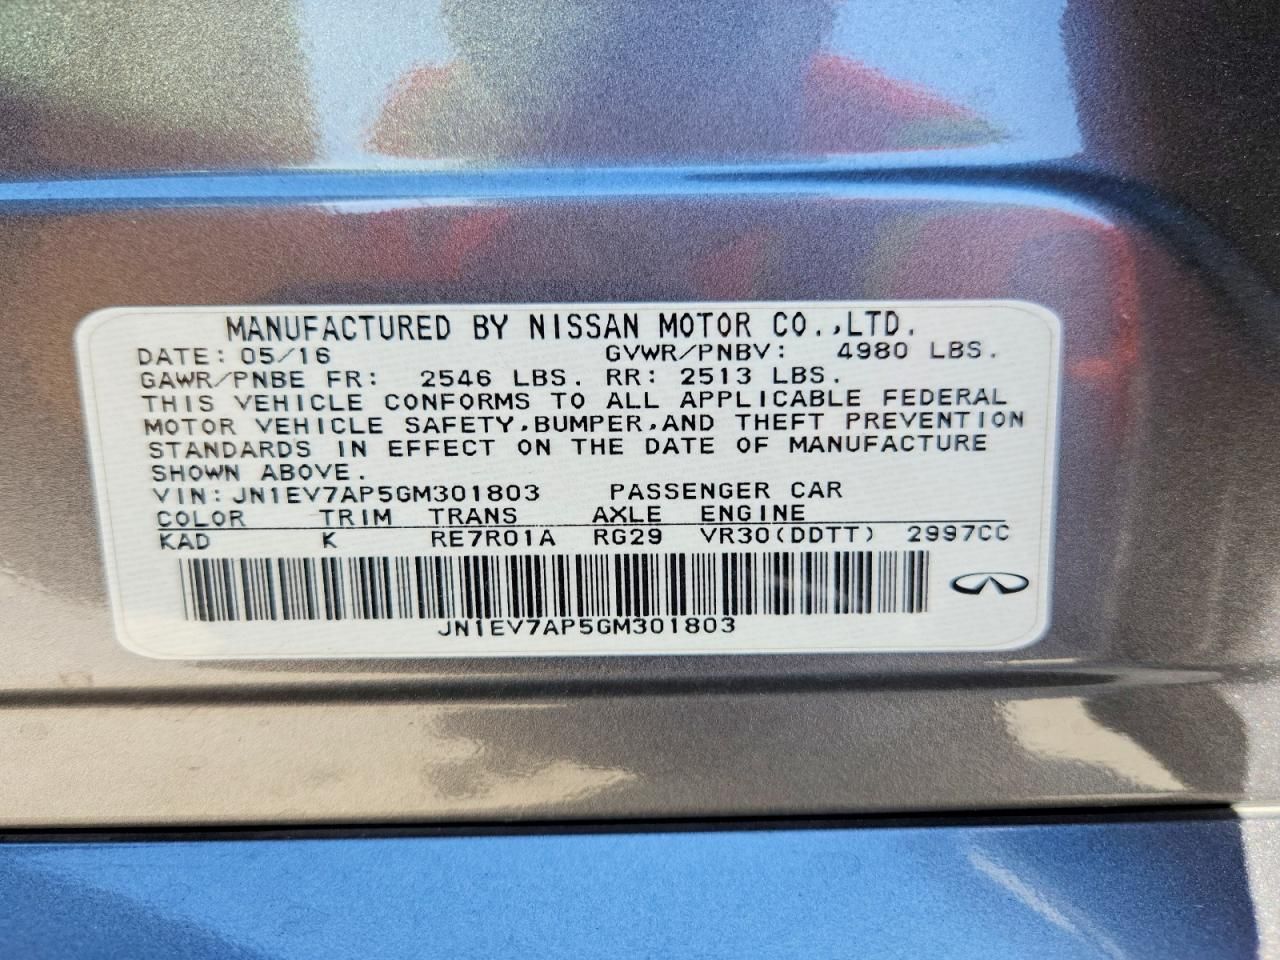 MANUFACTURED BY NISSAN MOTOR CO.,LTD.
DATE: 05/16 GVWR/PNBV: 4980 LBS.
GAWR/PNBE FR: 2546 LBS. RR: 2513 LBS.
THIS VEHICLE CONFORMS TO ALL APPLICABLE FEDERAL
MOTOR VEHICLE SAFETY,BUMPER,AND THEFT PREVENTION
STANDARDS IN EFFECT ON THE DATE OF MANUFACTURE
SHOWN ABOVE.
VIN: JN1EV7AP5GM301803 PASSENGER CAR
COLOR TRIM TRANS AXLE ENGINE
KAD K RE7R01A RG29 VR30(DDTT) 2997CC
JN1EV7AP5GM301803